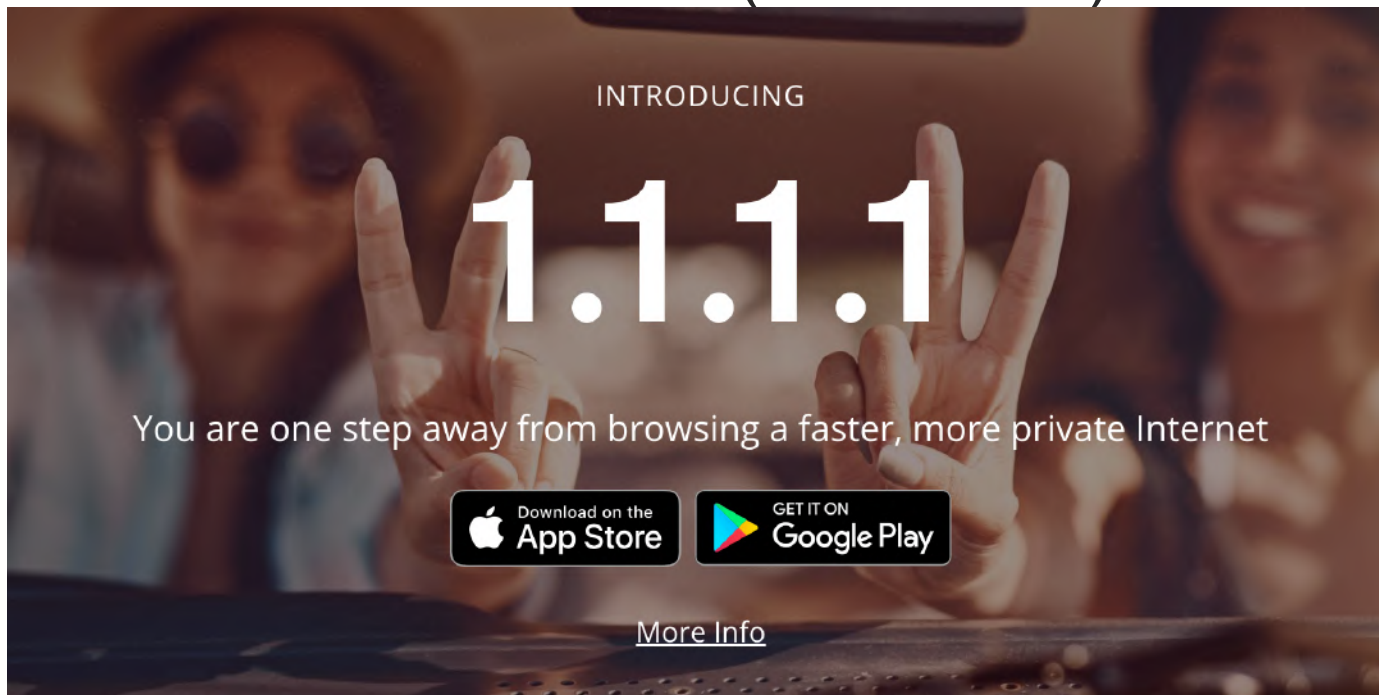 INTRODUCING
1.1.1.1
You are one step away from browsing a faster, more private Internet
Download on the
App Store
GET IT ON
Google Play
More Info